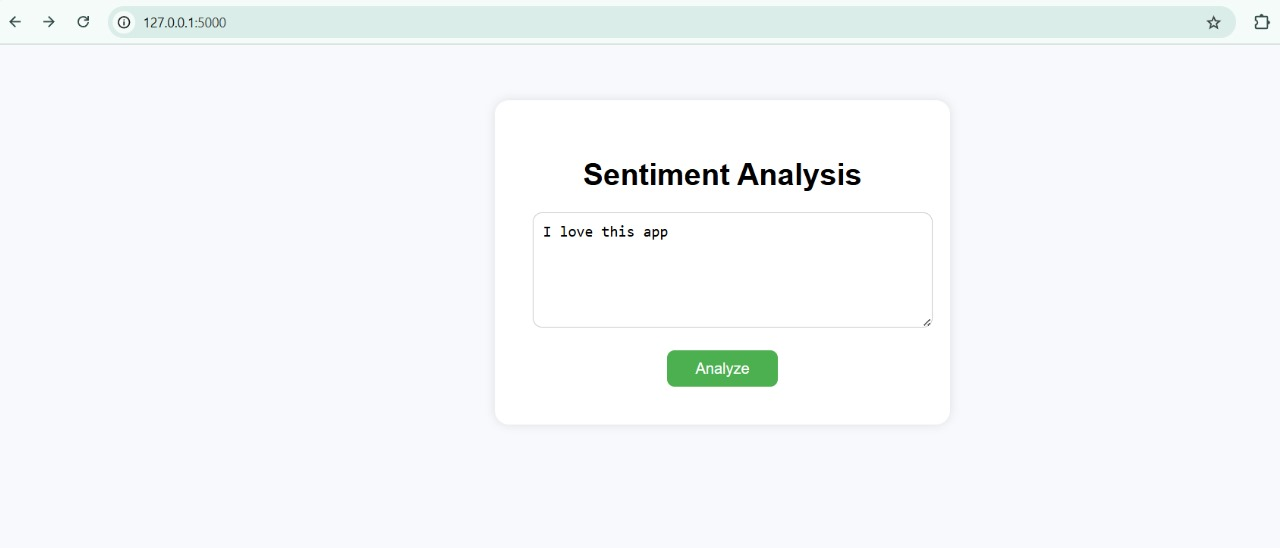 127.0.0.1:5000
Sentiment Analysis
I love this app
Analyze